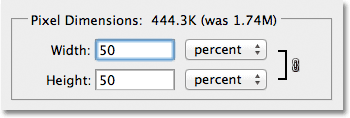 Pixel Dimensions: 444.3K (was 1.74M)
Width: 50 percent
Height: 50 percent